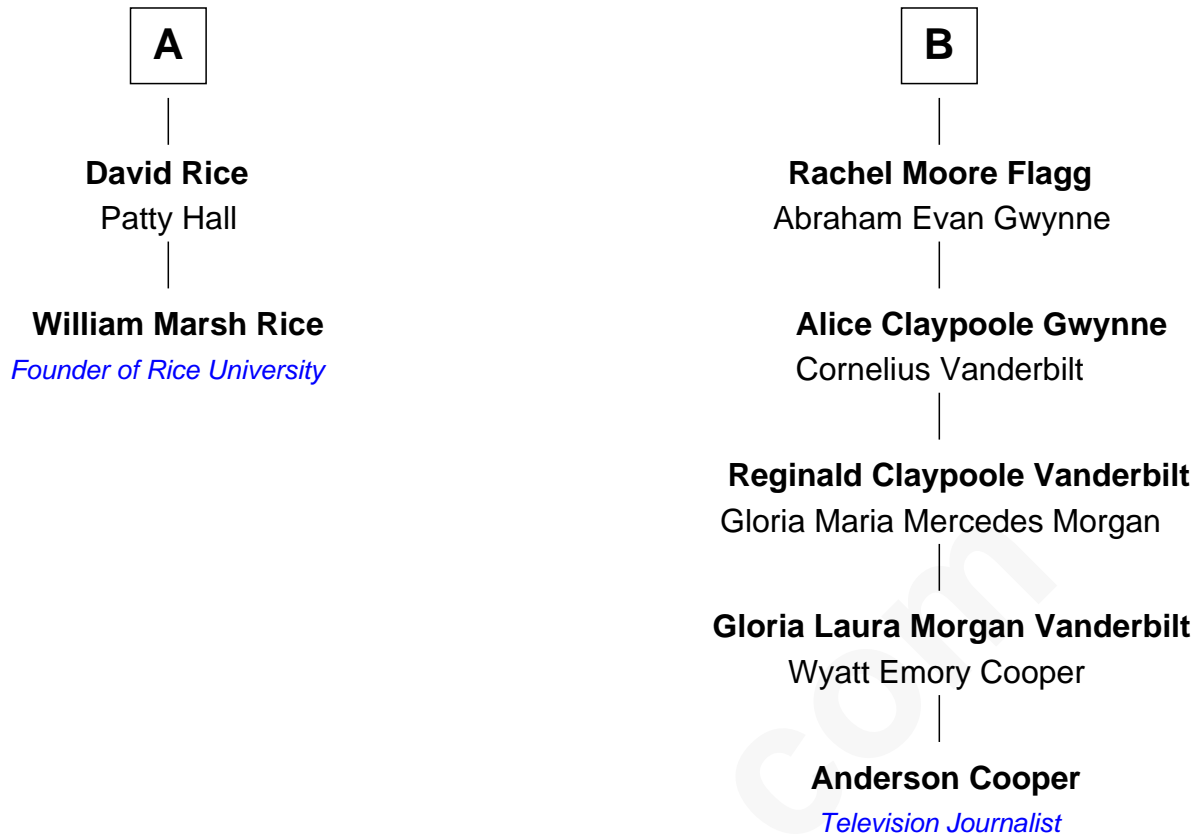 A
David Rice
Patty Hall
William Marsh Rice
Founder of Rice University
B
Rachel Moore Flagg
Abraham Evan Gwynne
Alice Claypoole Gwynne
Cornelius Vanderbilt
Reginald Claypoole Vanderbilt
Gloria Maria Mercedes Morgan
Gloria Laura Morgan Vanderbilt
Wyatt Emory Cooper
Anderson Cooper
Television Journalist
com